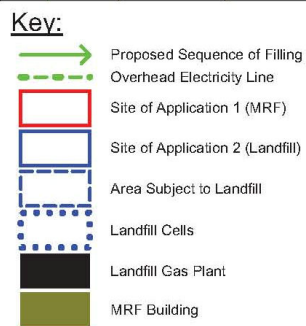 Key:
Proposed Sequence of Filling
Overhead Electricity Line
Site of Application 1 (MRF)
Site of Application 2 (Landfill)
Area Subject to Landfill
Landfill Cells
Landfill Gas Plant
MRF Building